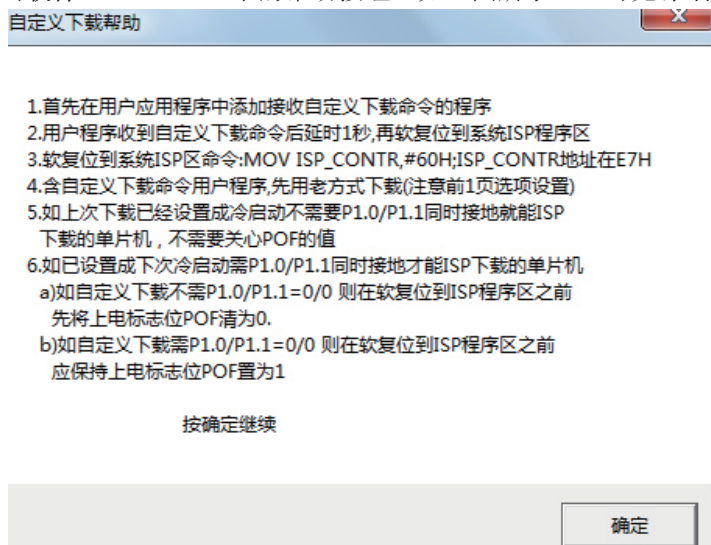 自定义下载帮助
1.首先在用户应用程序中添加接收自定义下载命令的程序
2.用户程序收到自定义下载命令后延时1秒,再软复位到系统ISP程序区
3.软复位到系统ISP区命令:MOV ISP_CONTR,#60H;ISP_CONTR地址在E7H
4.含自定义下载命令用户程序,先用老方式下载(注意前1页选项设置)
5.如上次下载已经设置成冷启动不需要P1.0/P1.1同时接地就能ISP
下载的单片机，不需要关心POF的值
6.如已设置成下次冷启动需P1.0/P1.1同时接地才能ISP下载的单片机
a)如自定义下载不需P1.0/P1.1=0/0 则在软复位到ISP程序区之前
先将上电标志位POF清为0.
b)如自定义下载需P1.0/P1.1=0/0 则在软复位到ISP程序区之前
应保持上电标志位POF置为1
按确定继续
确定